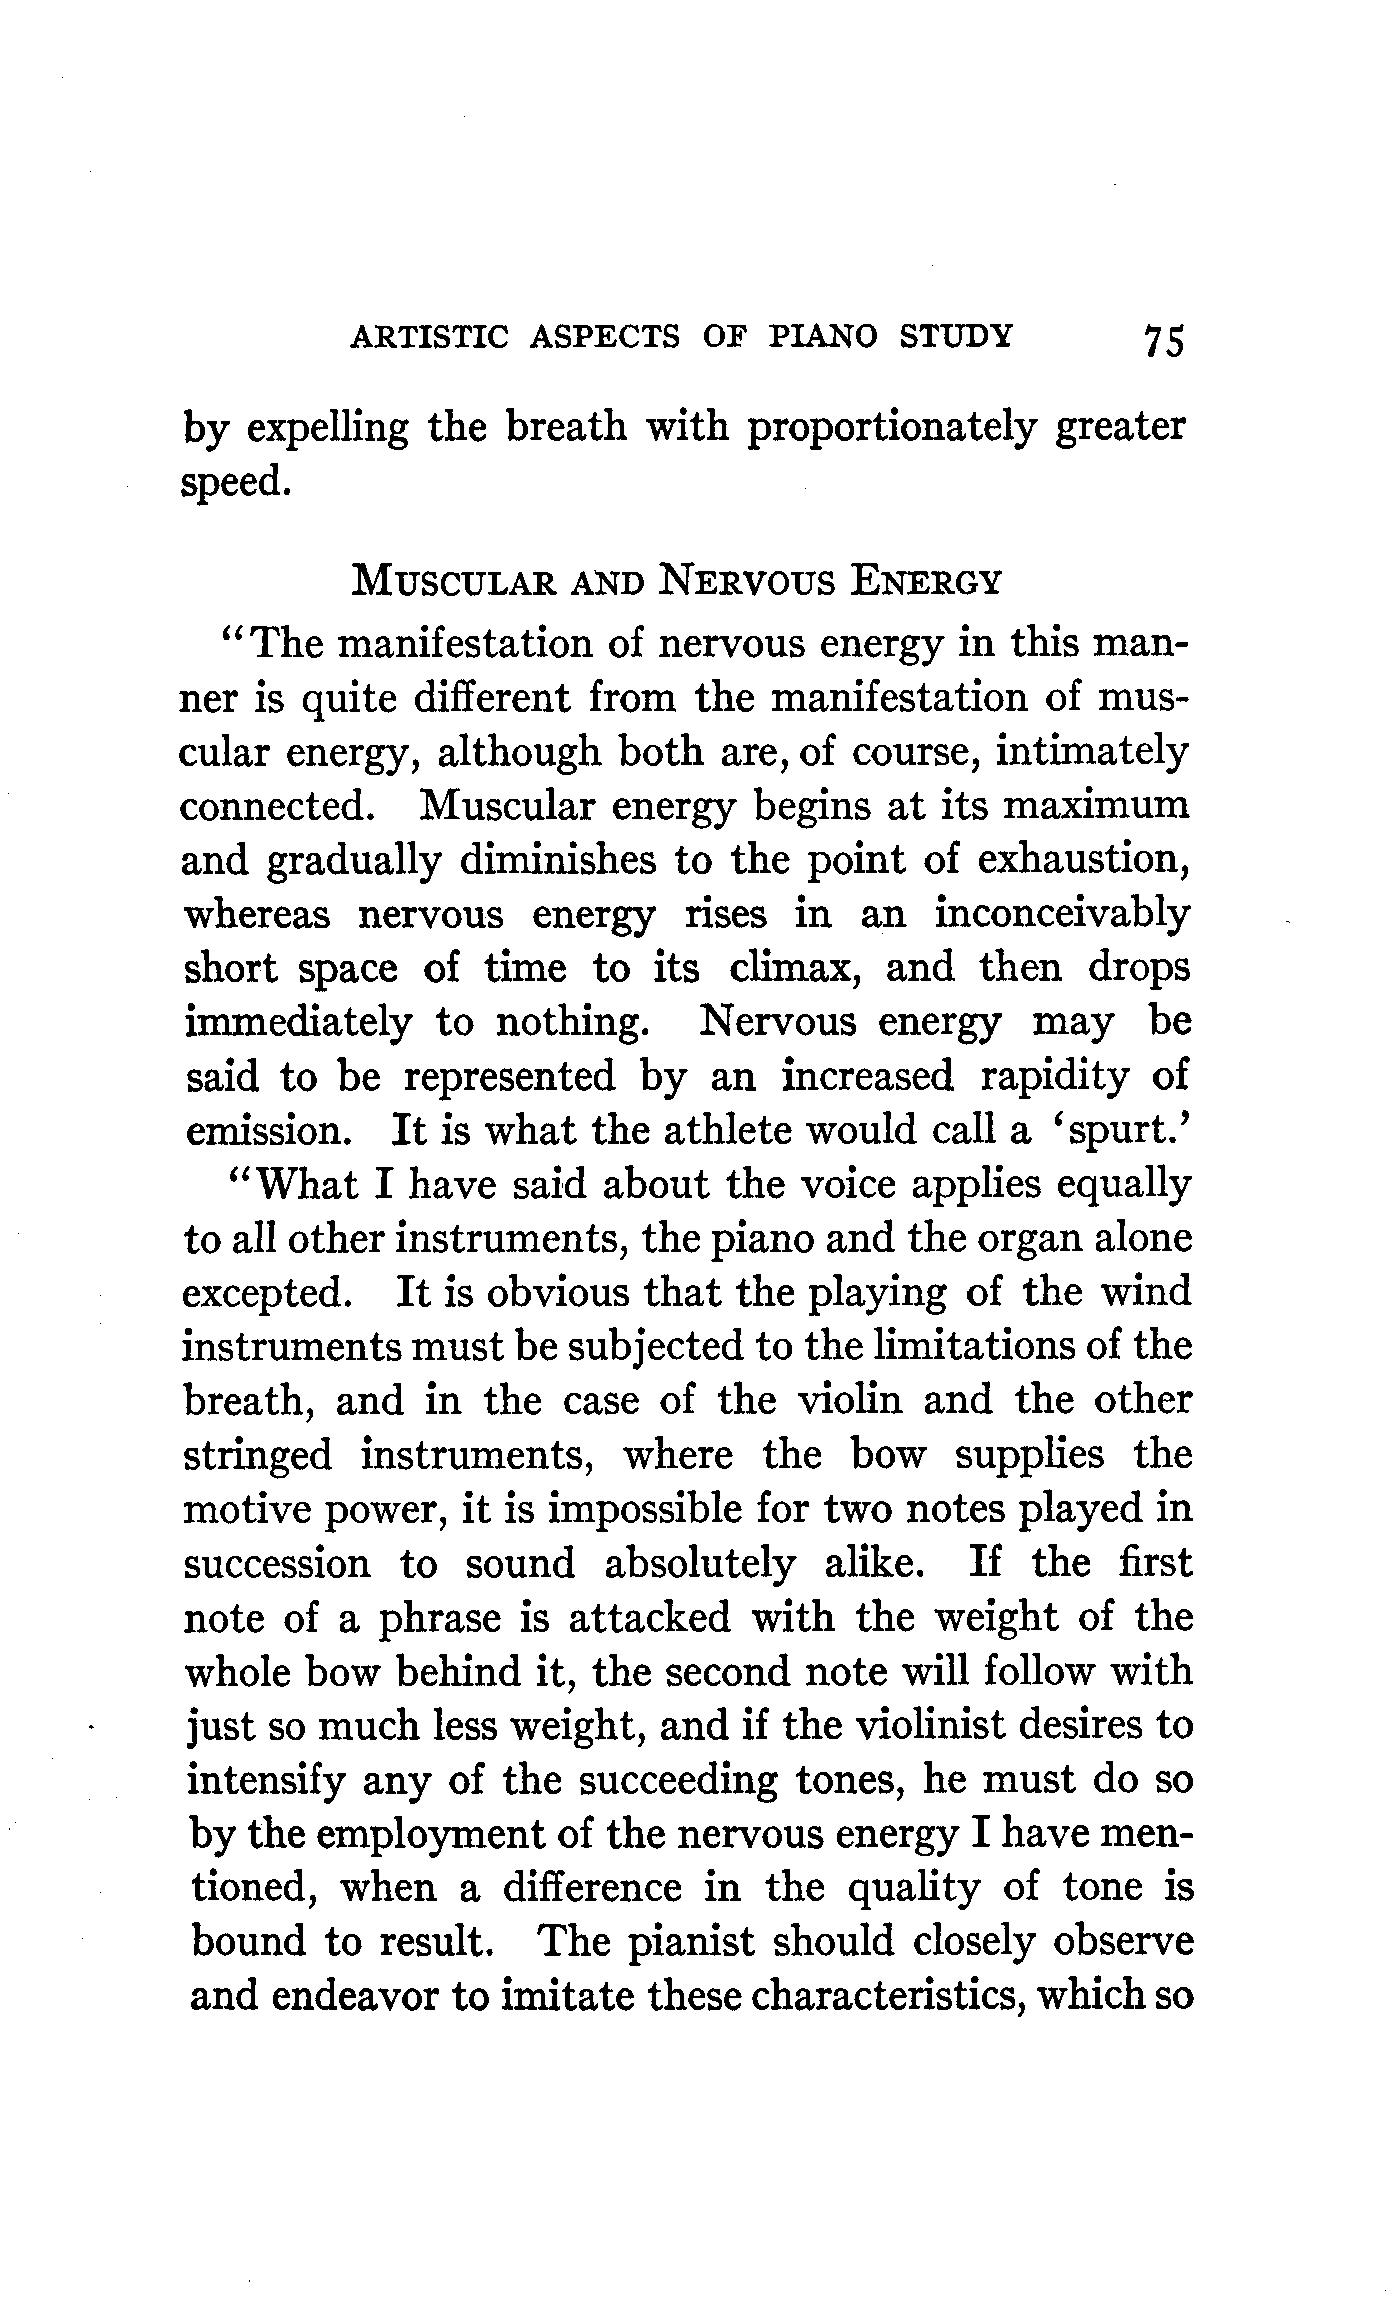 ARTISTIC ASPECTS OF PIANO STUDY 75
by expelling the breath with proportionately greater
speed.
MUSCULAR AND NERVOUS ENERGY
"The manifestation of nervous energy in this man-
ner is quite different from the manifestation of mus-
cular energy, although both are, of course, intimately
connected. Muscular energy begins at its maximum
and gradually diminishes to the point of exhaustion,
whereas nervous energy rises in an inconceivably
short space of time to its climax, and then drops
immediately to nothing. Nervous energy may be
said to be represented by an increased rapidity of
emission. It is what the athlete would call a 'spurt.'
"What I have said about the voice applies equally
to all other instruments, the piano and the organ alone
excepted. It is obvious that the playing of the wind
instruments must be subjected to the limitations of the
breath, and in the case of the violin and the other
stringed instruments, where the bow supplies the
motive power, it is impossible for two notes played in
succession to sound absolutely alike. If the first
note of a phrase is attacked with the weight of the
whole bow behind it, the second note will follow with
just so much less weight, and if the violinist desires to
intensify any of the succeeding tones, he must do so
by the employment of the nervous energy I have men-
tioned, when a difference in the quality of tone is
bound to result. The pianist should closely observe
and endeavor to imitate these characteristics, which so